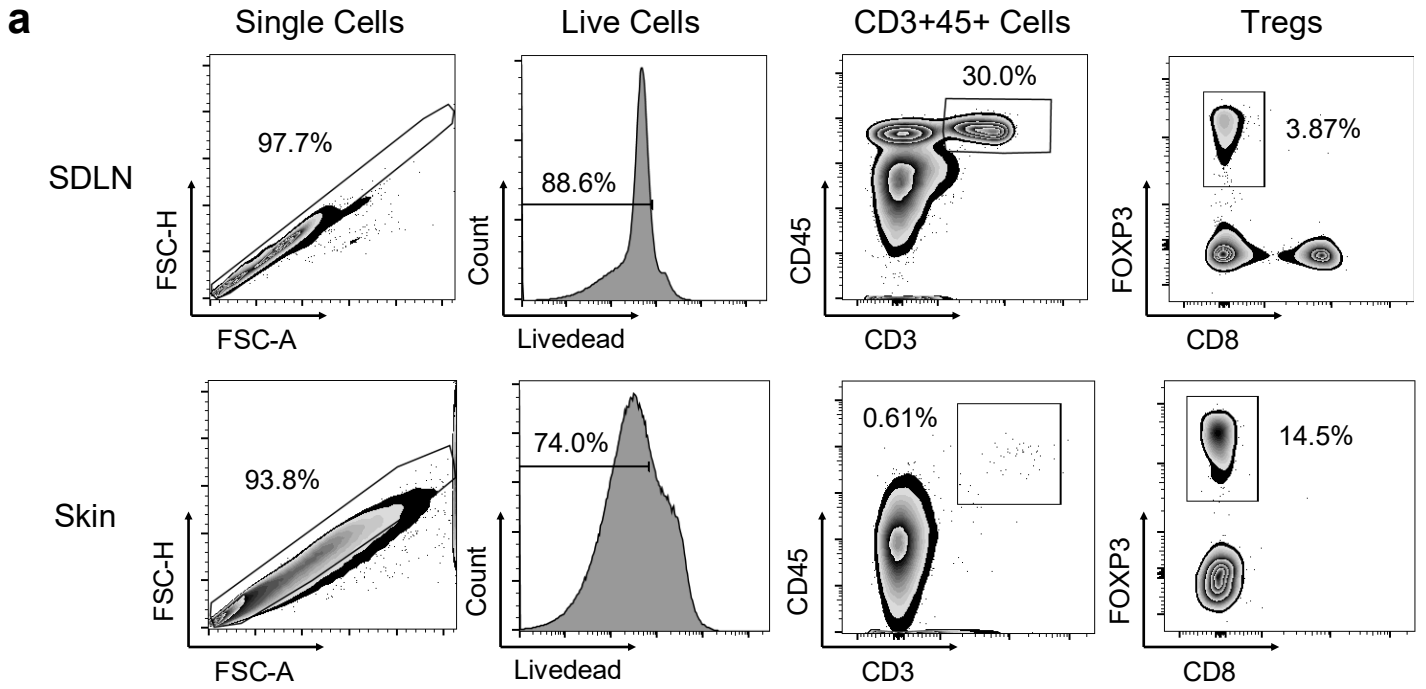 a
Single Cells
Live Cells
CD3+45+ Cells
Tregs
SDLN
97.7%
FSC-H
FSC-A
88.6%
Count
Livedead
30.0%
CD45
CD3
3.87%
FOXP3
CD8
Skin
93.8%
FSC-H
FSC-A
74.0%
Count
Livedead
0.61%
CD45
CD3
14.5%
FOXP3
CD8